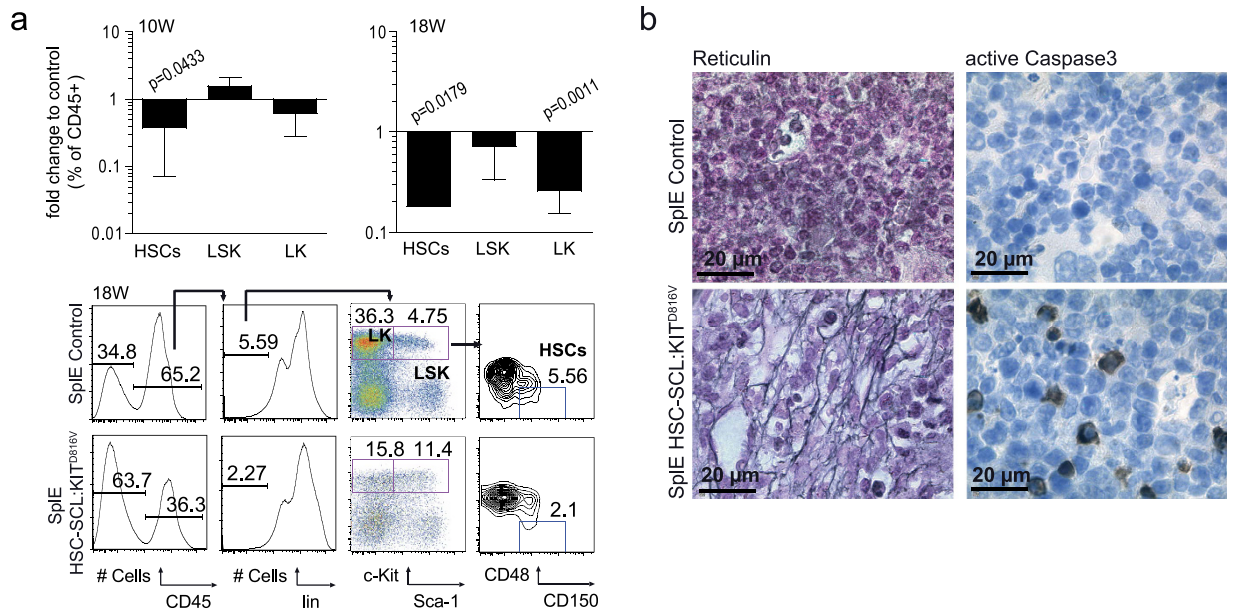 a
10W
18W
fold change to control
(% of CD45+)
10
1
0.1
0.01
p=0.0433
HSCs LSK LK
10
1
0.1
p=0.0179
p=0.0011
HSCs LSK LK
18W
SplE Control
34.8
65.2
5.59
36.3 4.75
LK
LSK
HSCs
5.56
SplE
HSC-SCL:KITD816V
63.7
36.3
2.27
15.8 11.4
2.1
# Cells
CD45
# Cells
lin
c-Kit
Sca-1
CD48
CD150
b
Reticulin
active Caspase3
SplE Control
20 µm
20 µm
SplE HSC-SCL:KITD816V
20 µm
20 µm